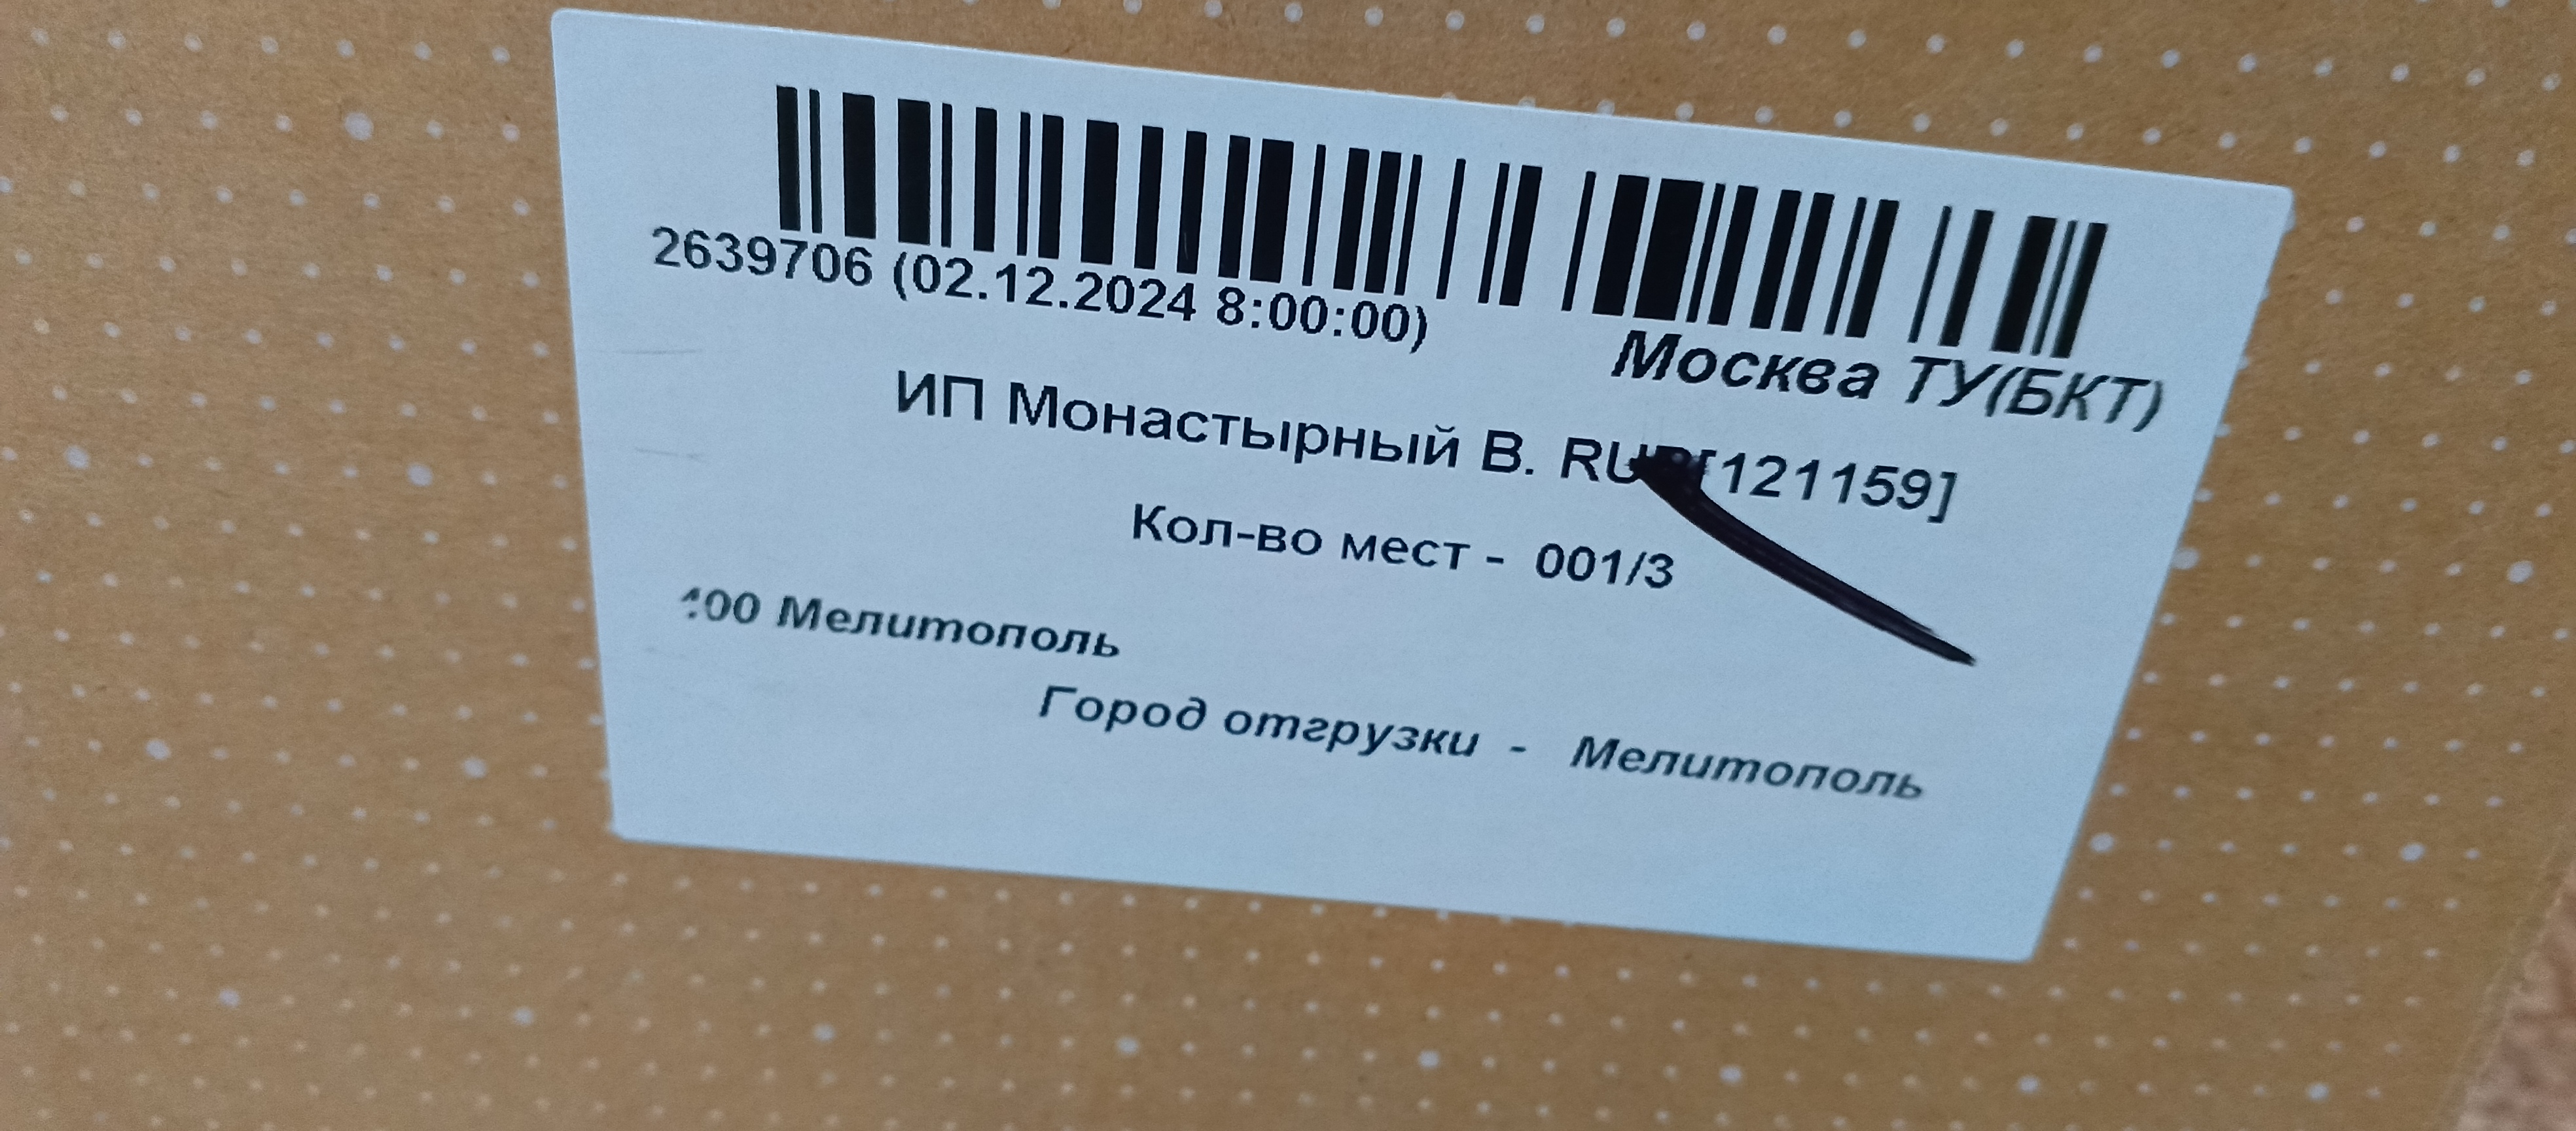 2639706 (02.12.2024 8:00:00)
Москва ТУ(БКТ)
ИП Монастырный В. RUR[121159]
Кол-во мест - 001/3
Мелитополь
Город отгрузки - Мелитополь